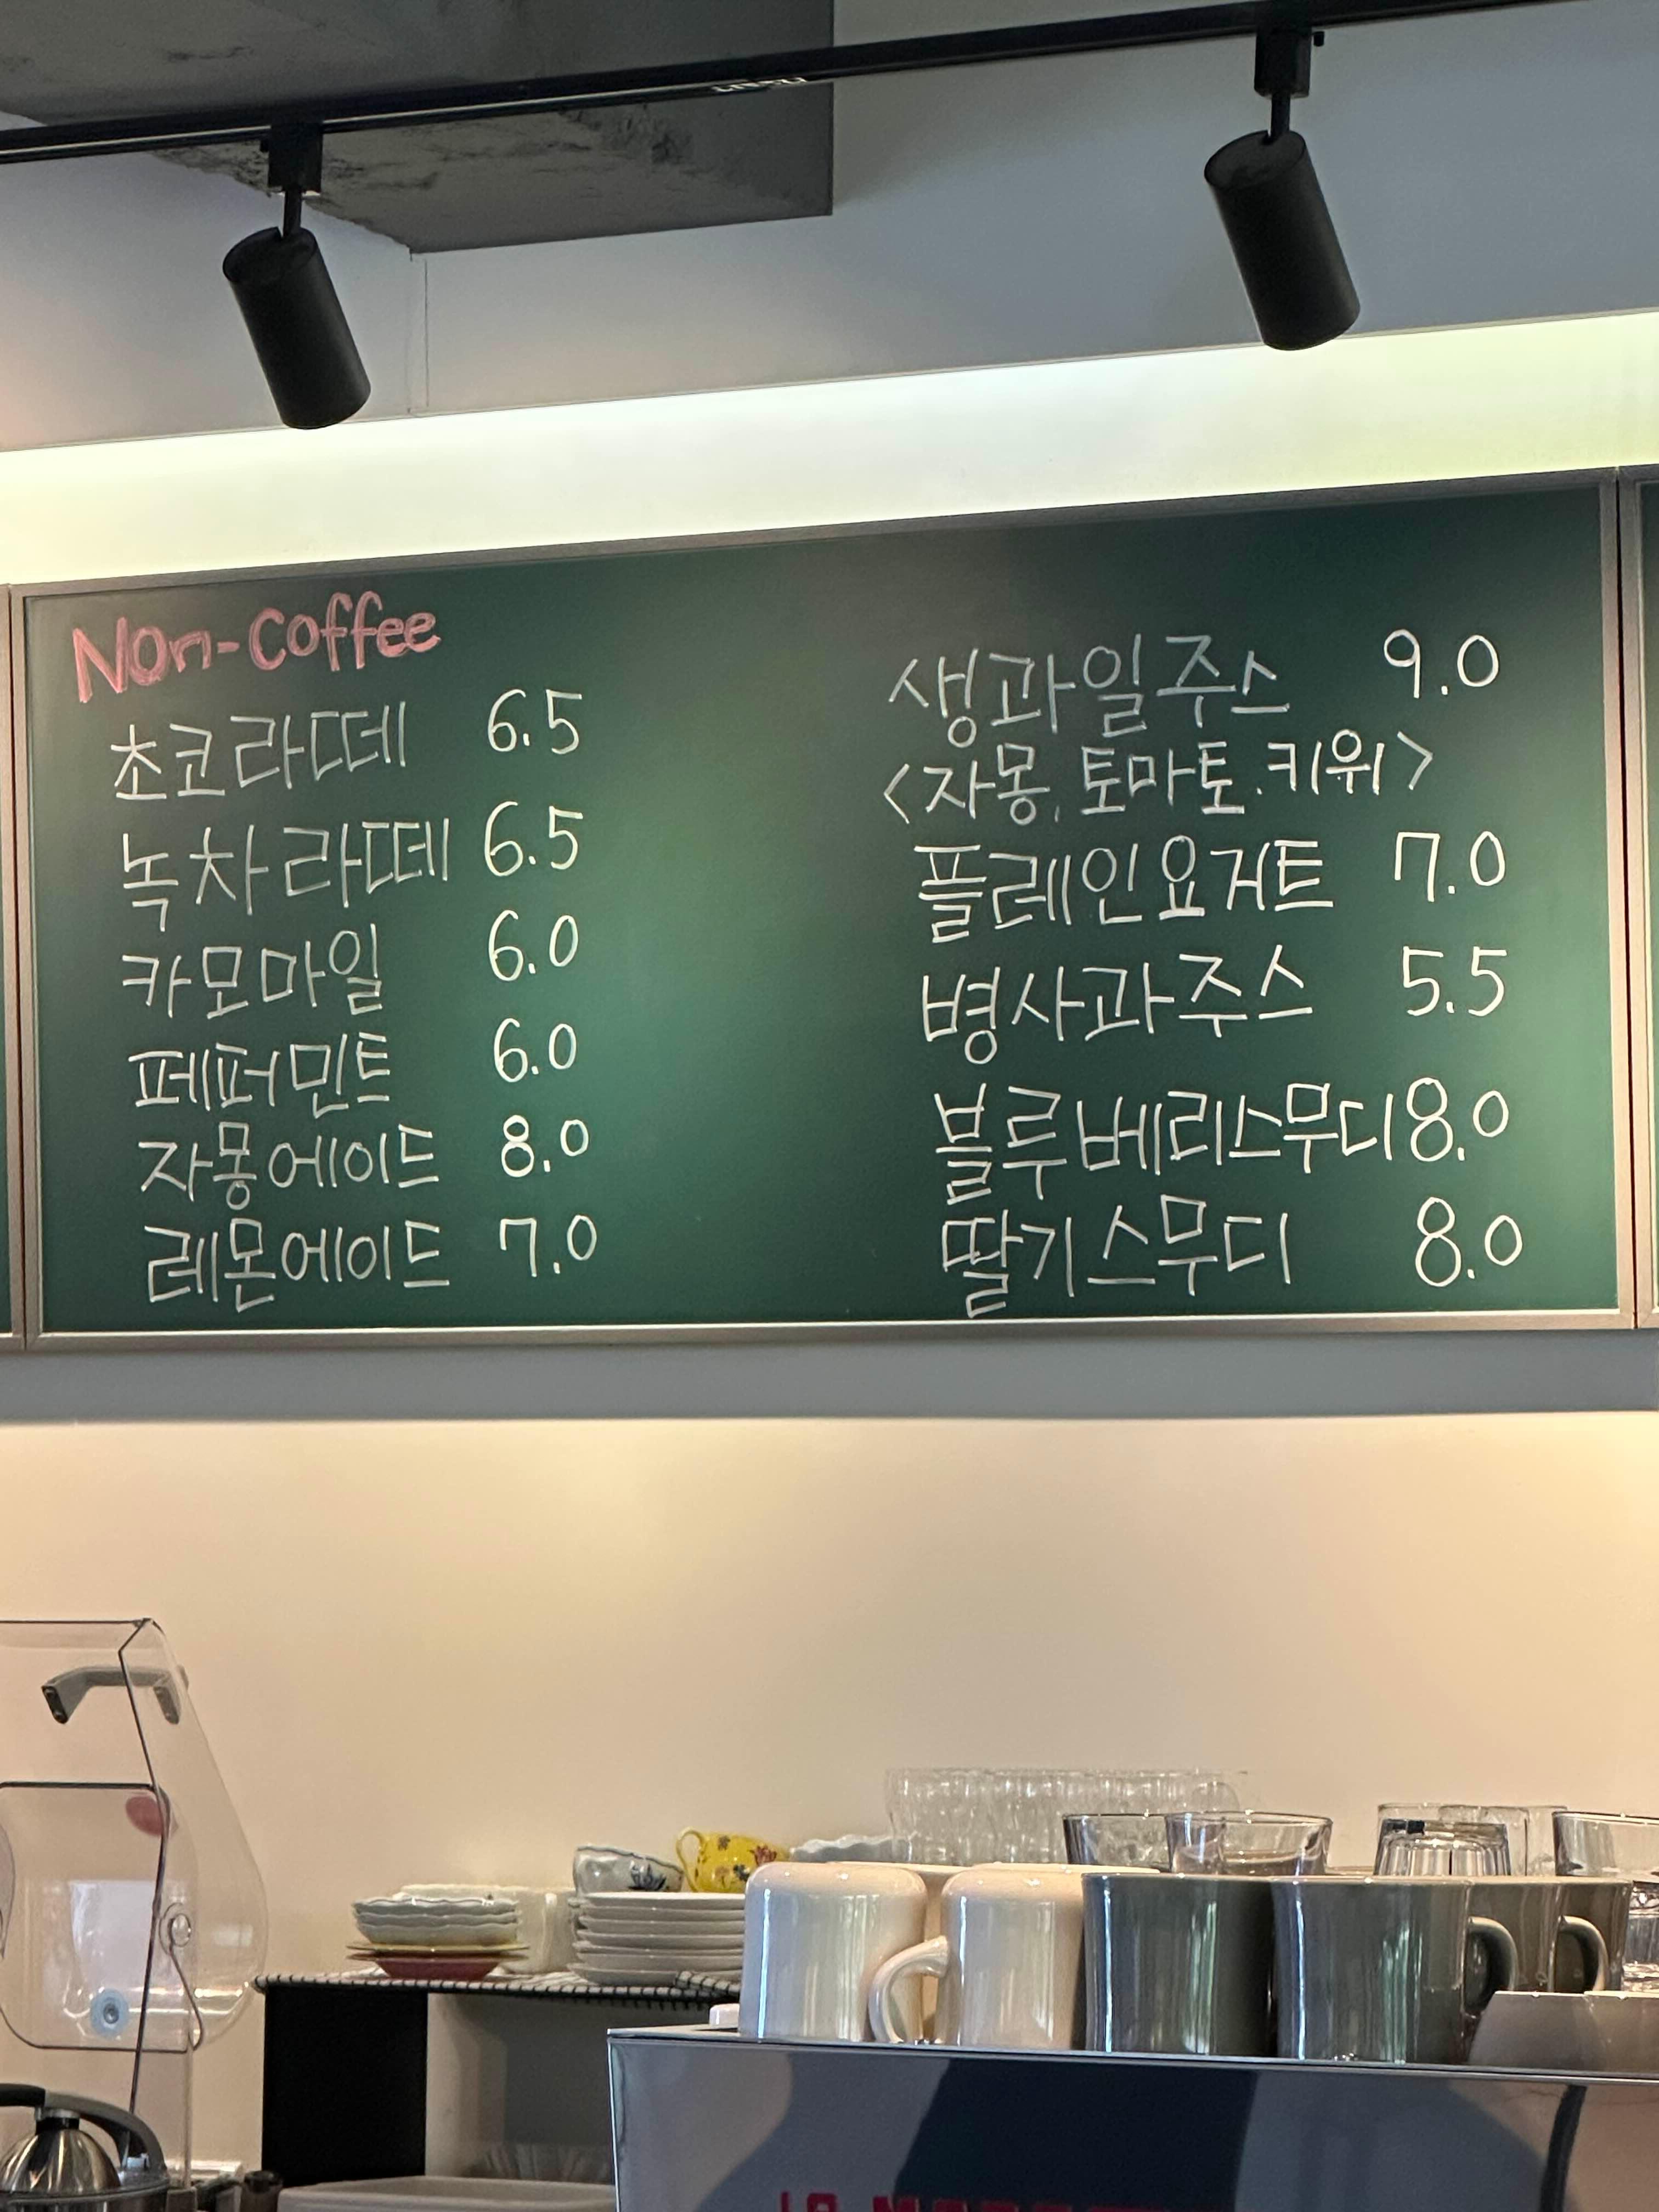 Non-Coffee
초코라떼 6.5
녹차라떼 6.5
카모마일 6.0
페퍼민트 6.0
자몽에이드 8.0
레몬에이드 7.0
생과일주스 9.0
<자몽.토마토.키위>
플레인요거트 7.0
병사과주스 5.5
블루베리스무디 8.0
딸기스무디 8.0